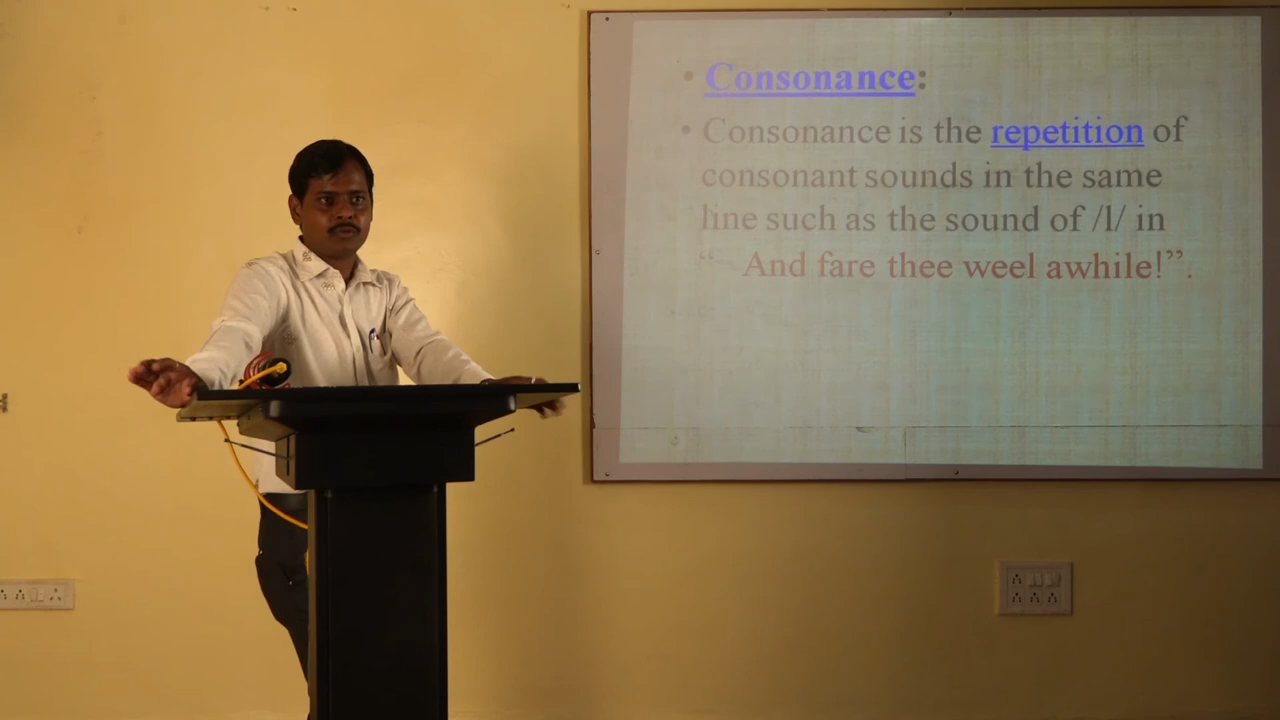 • Consonance:
• Consonance is the repetition of
consonant sounds in the same
line such as the sound of /l/ in
“ And fare thee weel awhile!”.